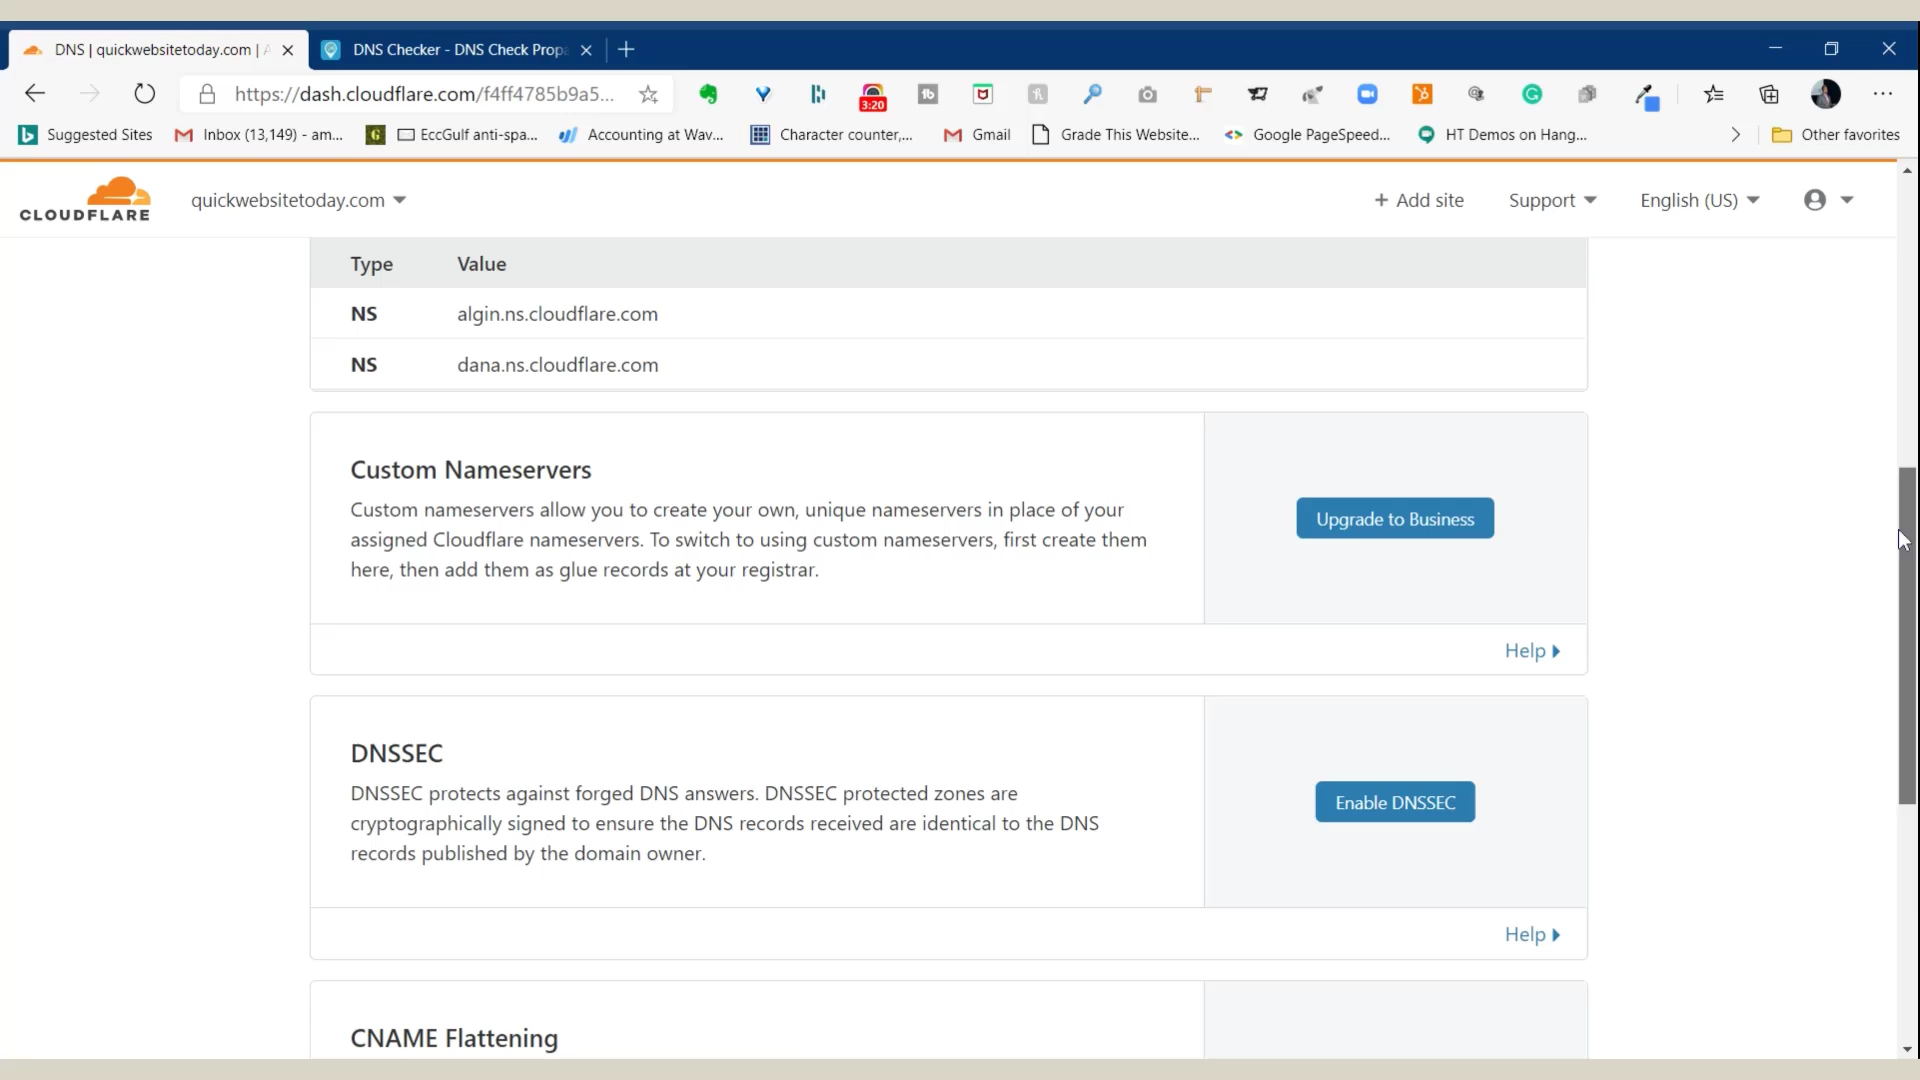 DNS | quickwebsitetoday.com |
DNS Checker - DNS Check Prop
https://dash.cloudflare.com/f4ff4785b9a5...
3:20
Suggested Sites
Inbox (13,149) - am...
EccGulf anti-spa...
Accounting at Wav...
Character counter,...
Gmail
Grade This Website...
Google PageSpeed...
HT Demos on Hang...
Other favorites
CLOUDFLARE
quickwebsitetoday.com
+ Add site
Support
English (US)
Type Value
NS algin.ns.cloudflare.com
NS dana.ns.cloudflare.com
Custom Nameservers
Custom nameservers allow you to create your own, unique nameservers in place of your
assigned Cloudflare nameservers. To switch to using custom nameservers, first create them
here, then add them as glue records at your registrar.
Upgrade to Business
Help
DNSSEC
DNSSEC protects against forged DNS answers. DNSSEC protected zones are
cryptographically signed to ensure the DNS records received are identical to the DNS
records published by the domain owner.
Enable DNSSEC
Help
CNAME Flattening